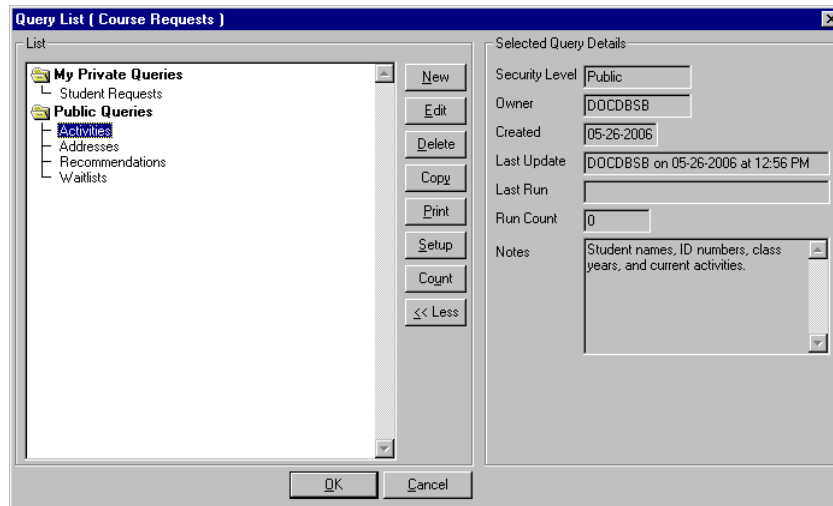 Query List ( Course Requests )
List
My Private Queries
Student Requests
Public Queries
Activities
Addresses
Recommendations
Waitlists
New
Edit
Delete
Copy
Print
Setup
Count
<< Less
Selected Query Details
Security Level Public
Owner DOCDBSB
Created 05-26-2006
Last Update DOCDBSB on 05-26-2006 at 12:56 PM
Last Run
Run Count 0
Notes Student names, ID numbers, class
years, and current activities.
OK
Cancel